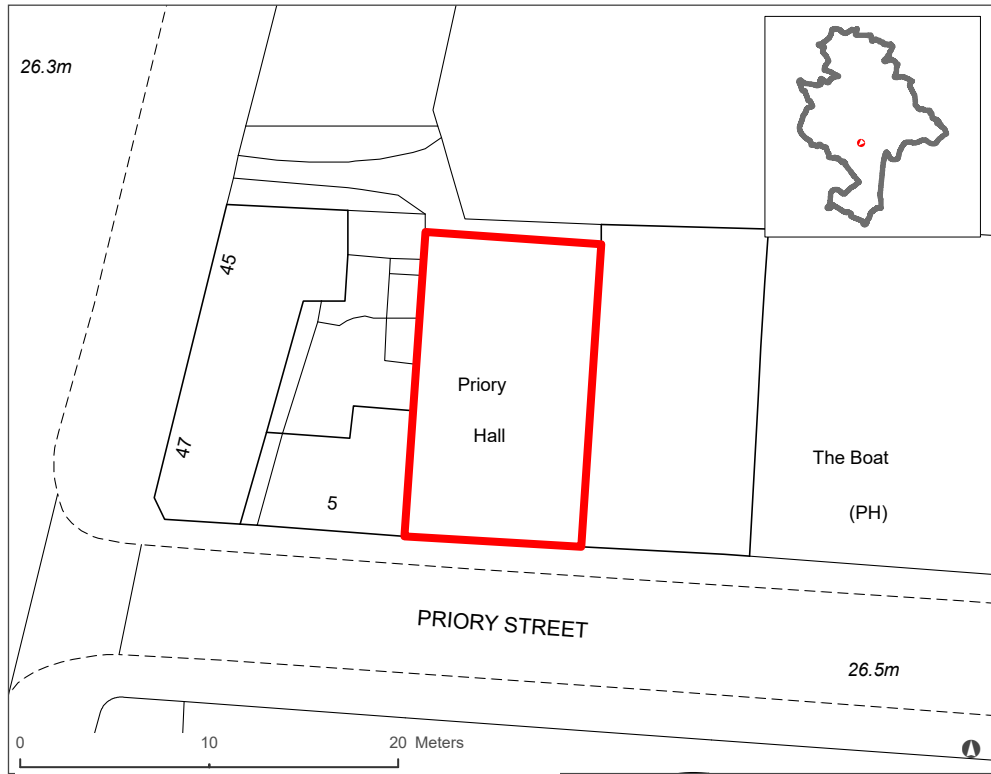 26.3m
45
Priory
Hall
47
The Boat
5
(PH)
PRIORY STREET
26.5m
0 10 20 Meters